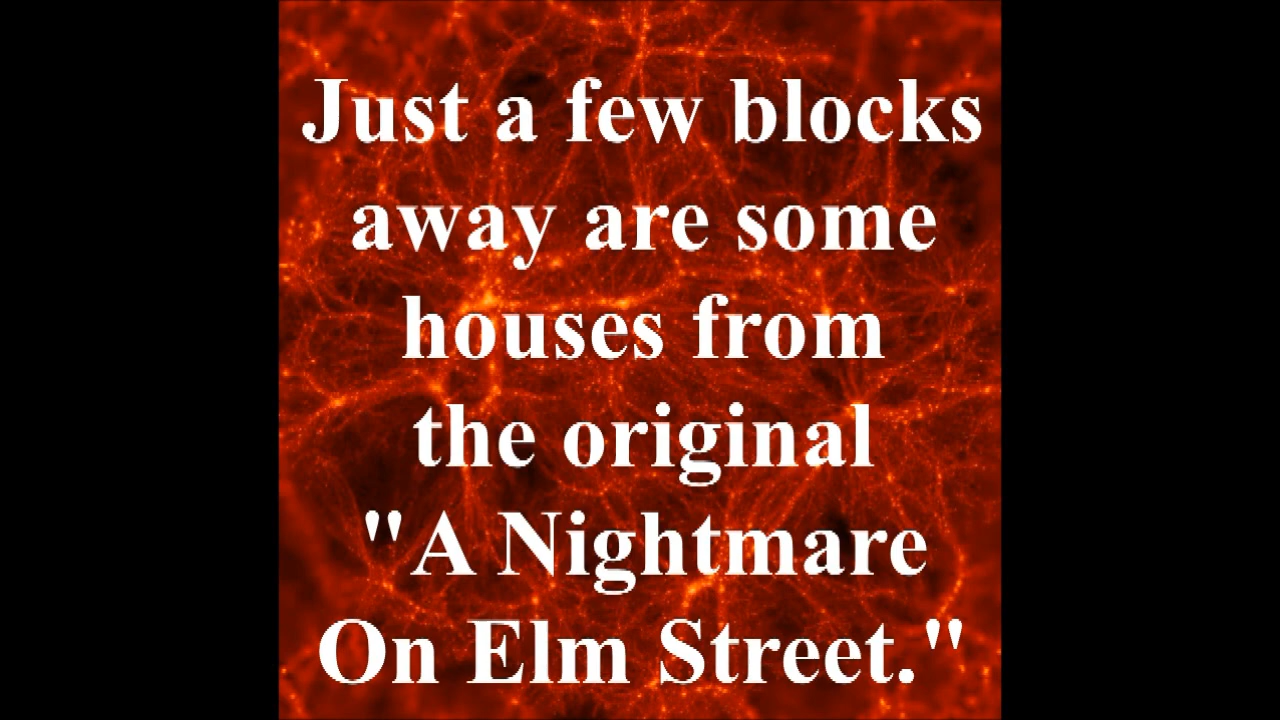 Just a few blocks
away are some
houses from
the original
"A Nightmare
On Elm Street."